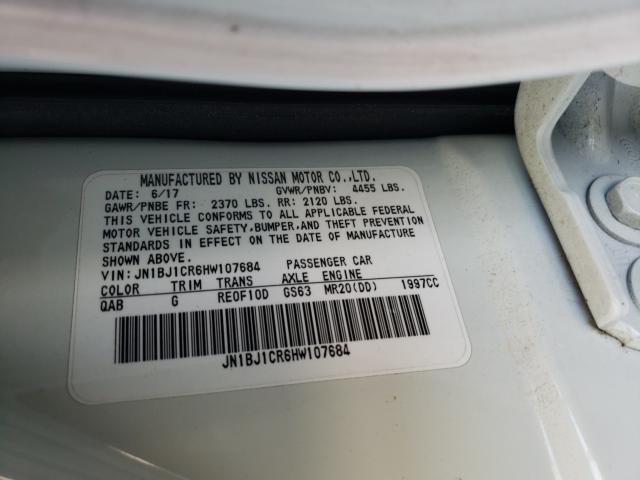 MANUFACTURED BY NISSAN MOTOR CO.,LTD.
DATE: 6/17 GVWR/PNBV: 4455 LBS.
GAWR/PNBE FR: 2370 LBS. RR: 2120 LBS.
THIS VEHICLE CONFORMS TO ALL APPLICABLE FEDERAL
MOTOR VEHICLE SAFETY,BUMPER,AND THEFT PREVENTION
STANDARDS IN EFFECT ON THE DATE OF MANUFACTURE
SHOWN ABOVE.
VIN: JN1BJ1CR6HW107684 PASSENGER CAR
COLOR TRIM TRANS AXLE ENGINE
QAB G RE0F10D GS63 MR20(DD) 1997CC
JN1BJ1CR6HW107684